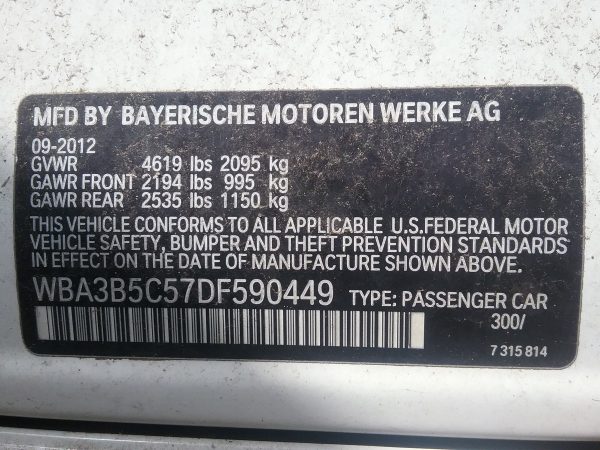 MFD BY BAYERISCHE MOTOREN WERKE AG
09-2012
GVWR 4619 lbs 2095 kg
GAWR FRONT 2194 lbs 995 kg
GAWR REAR 2535 lbs 1150 kg
THIS VEHICLE CONFORMS TO ALL APPLICABLE U.S.FEDERAL MOTOR
VEHICLE SAFETY, BUMPER AND THEFT PREVENTION STANDARDS
IN EFFECT ON THE DATE OF MANUFACTURE SHOWN ABOVE.
WBA3B5C57DF590449 TYPE: PASSENGER CAR
300/
7 315 814